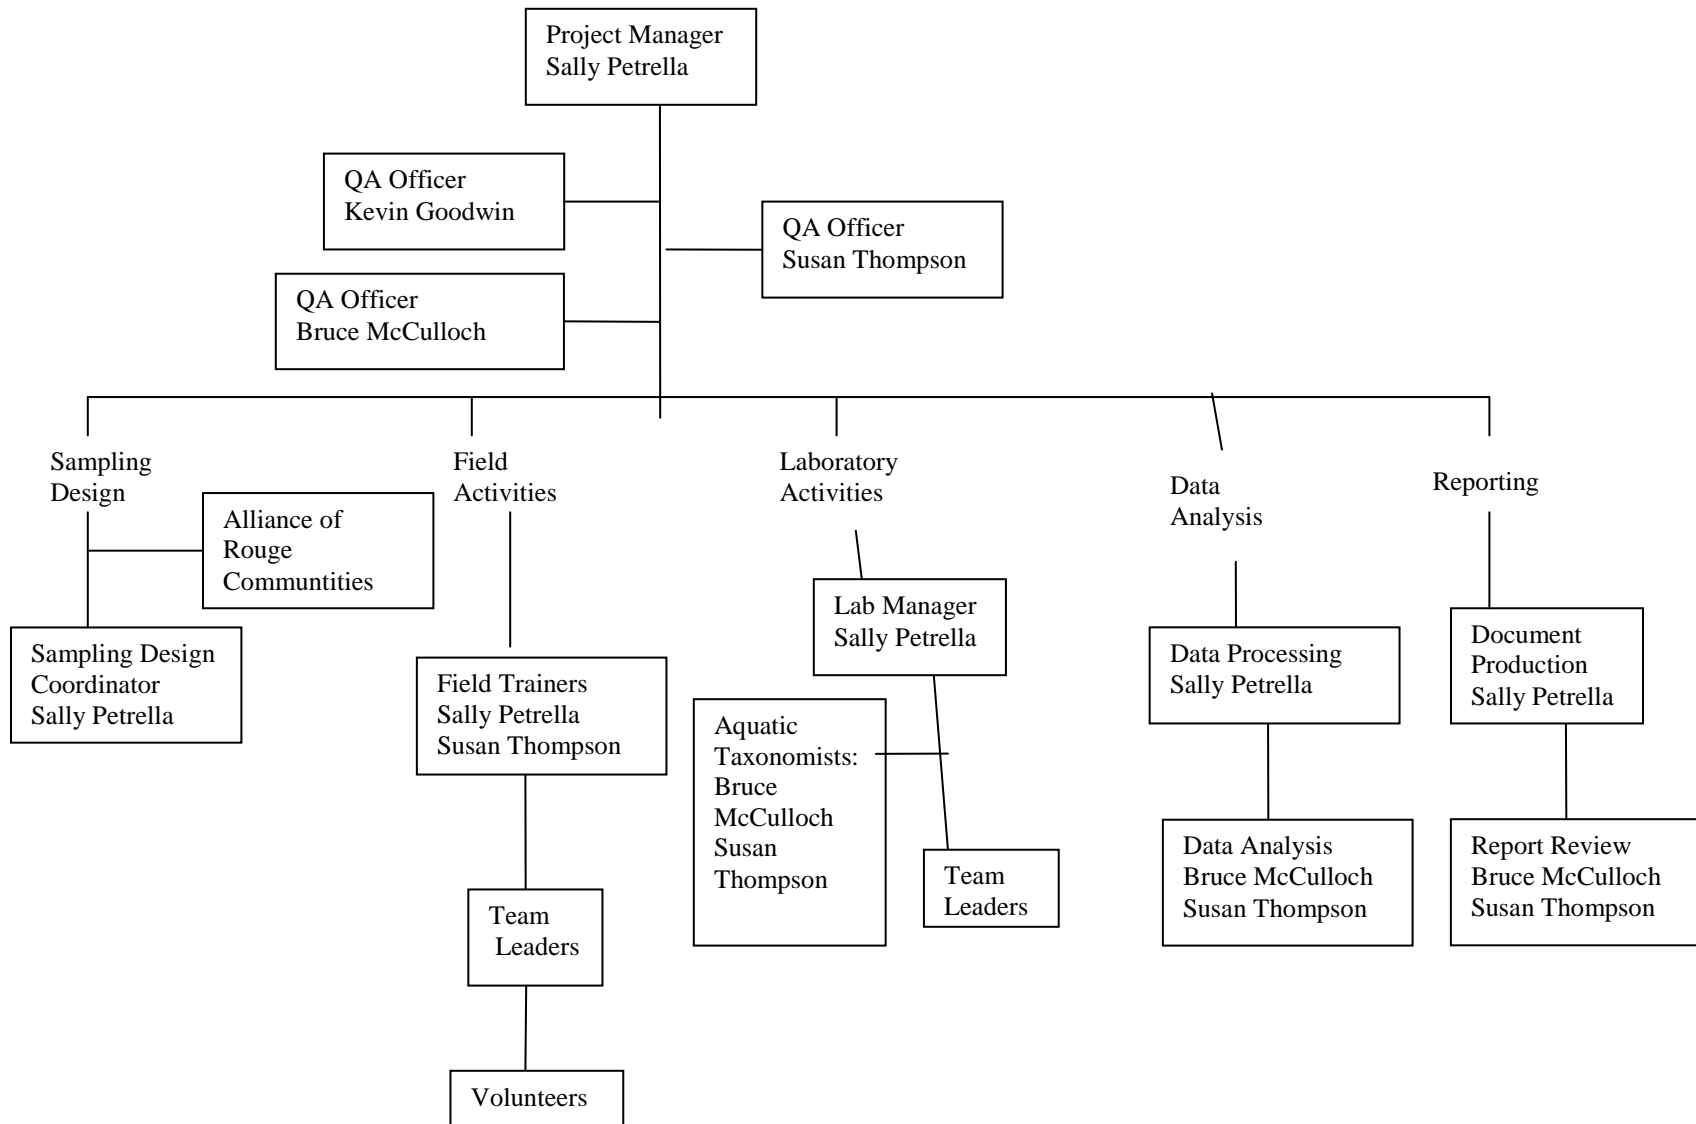 Project Manager
Sally Petrella
QA Officer
Kevin Goodwin
QA Officer
Susan Thompson
QA Officer
Bruce McCulloch
Sampling
Design
Field
Activities
Laboratory
Activities
Data
Analysis
Reporting
Alliance of
Rouge
Communtities
Sampling Design
Coordinator
Sally Petrella
Field Trainers
Sally Petrella
Susan Thompson
Team
Leaders
Volunteers
Lab Manager
Sally Petrella
Aquatic
Taxonomists:
Bruce
McCulloch
Susan
Thompson
Team
Leaders
Data Processing
Sally Petrella
Data Analysis
Bruce McCulloch
Susan Thompson
Document
Production
Sally Petrella
Report Review
Bruce McCulloch
Susan Thompson